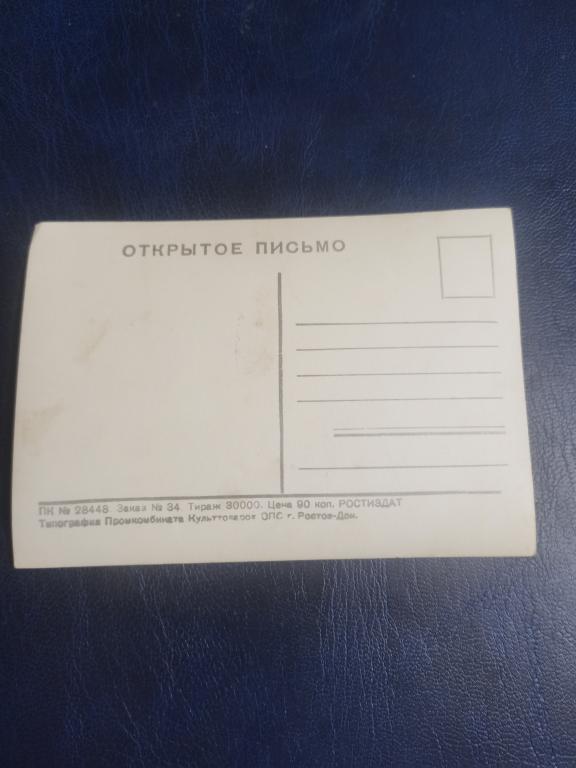 ОТКРЫТОЕ ПИСЬМО
ПК № 28448 Заказ № 34 Тираж 30000. Цена 90 коп. РОСТИЗДАТ
Типография Промкомбината Культтоваров ОПС г. Ростов-Дон.